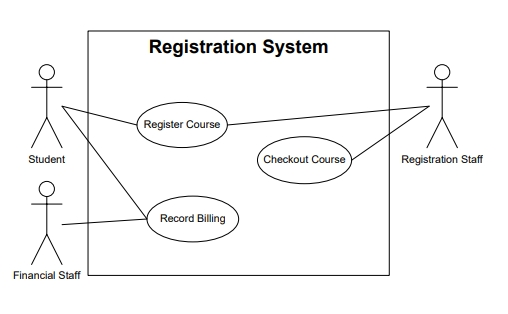 Registration System
Register Course
Student
Checkout Course
Registration Staff
Record Billing
Financial Staff